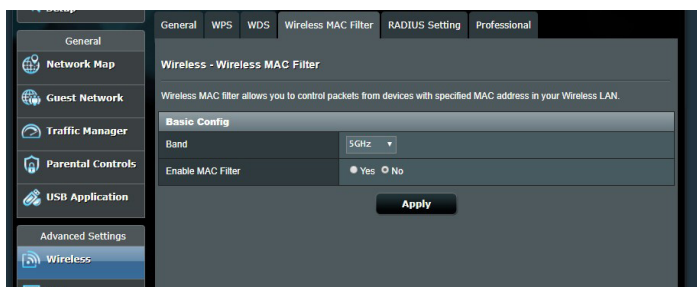 Setup
General WPS WDS Wireless MAC Filter RADIUS Setting Professional
General
Network Map
Guest Network
Traffic Manager
Parental Controls
USB Application
Advanced Settings
Wireless
Wireless - Wireless MAC Filter
Wireless MAC filter allows you to control packets from devices with specified MAC address in your Wireless LAN.
Basic Config
Band 5GHz
Enable MAC Filter Yes No
Apply